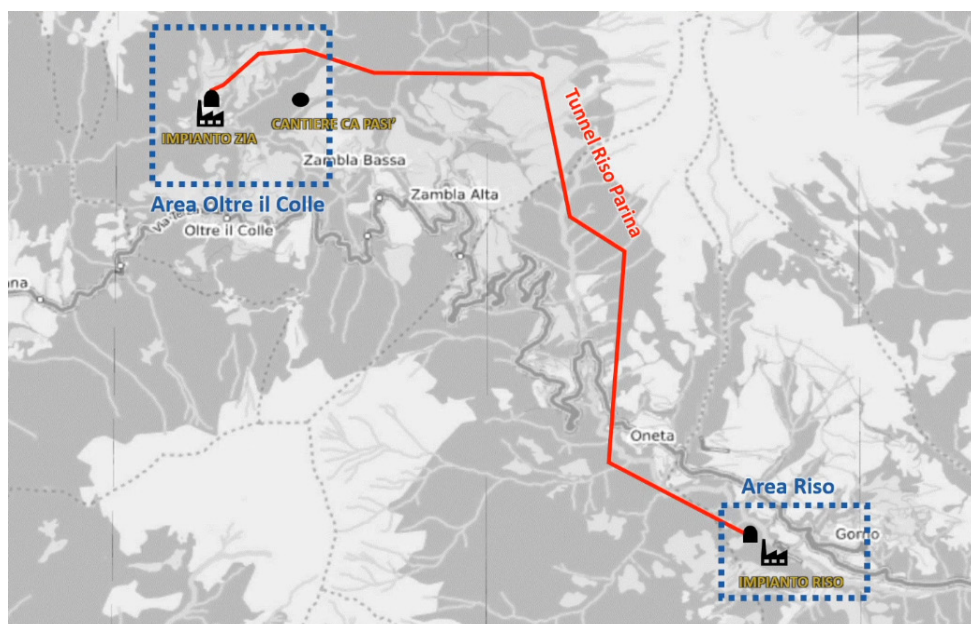 IMPIANTO ZIA
CANTIERE CA PASI'
Zambla Bassa
Area Oltre il Colle
Zambla Alta
Oltre il Colle
Tunnel Riso Parina
ana
Oneta
Area Riso
Gorno
IMPIANTO RISO